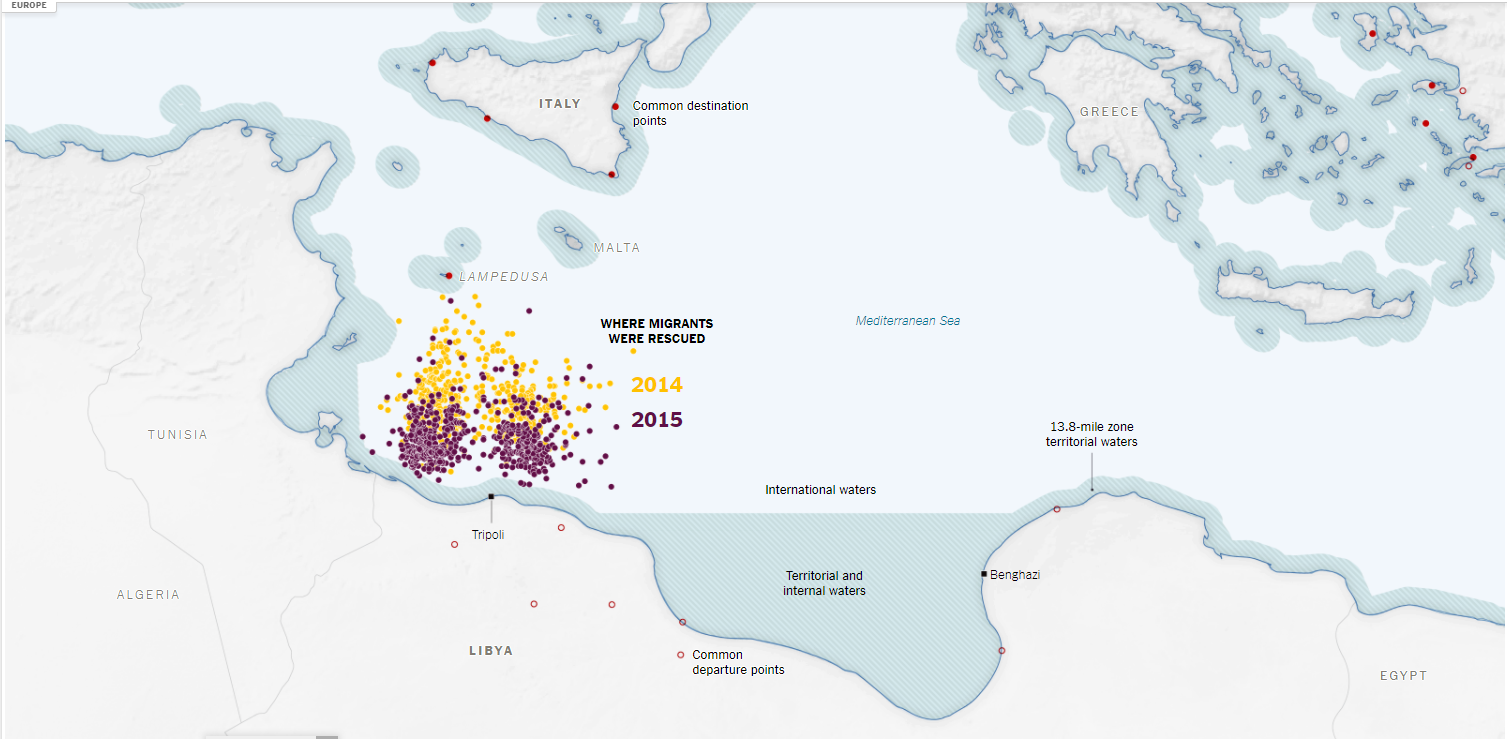 EUROPE
ITALY
Common destination
points
GREECE
MALTA
LAMPEDUSA
WHERE MIGRANTS
WERE RESCUED
Mediterranean Sea
2014
2015
TUNISIA
13.8-mile zone
territorial waters
International waters
Tripoli
Territorial and
internal waters
Benghazi
ALGERIA
LIBYA
Common
departure points
EGYPT